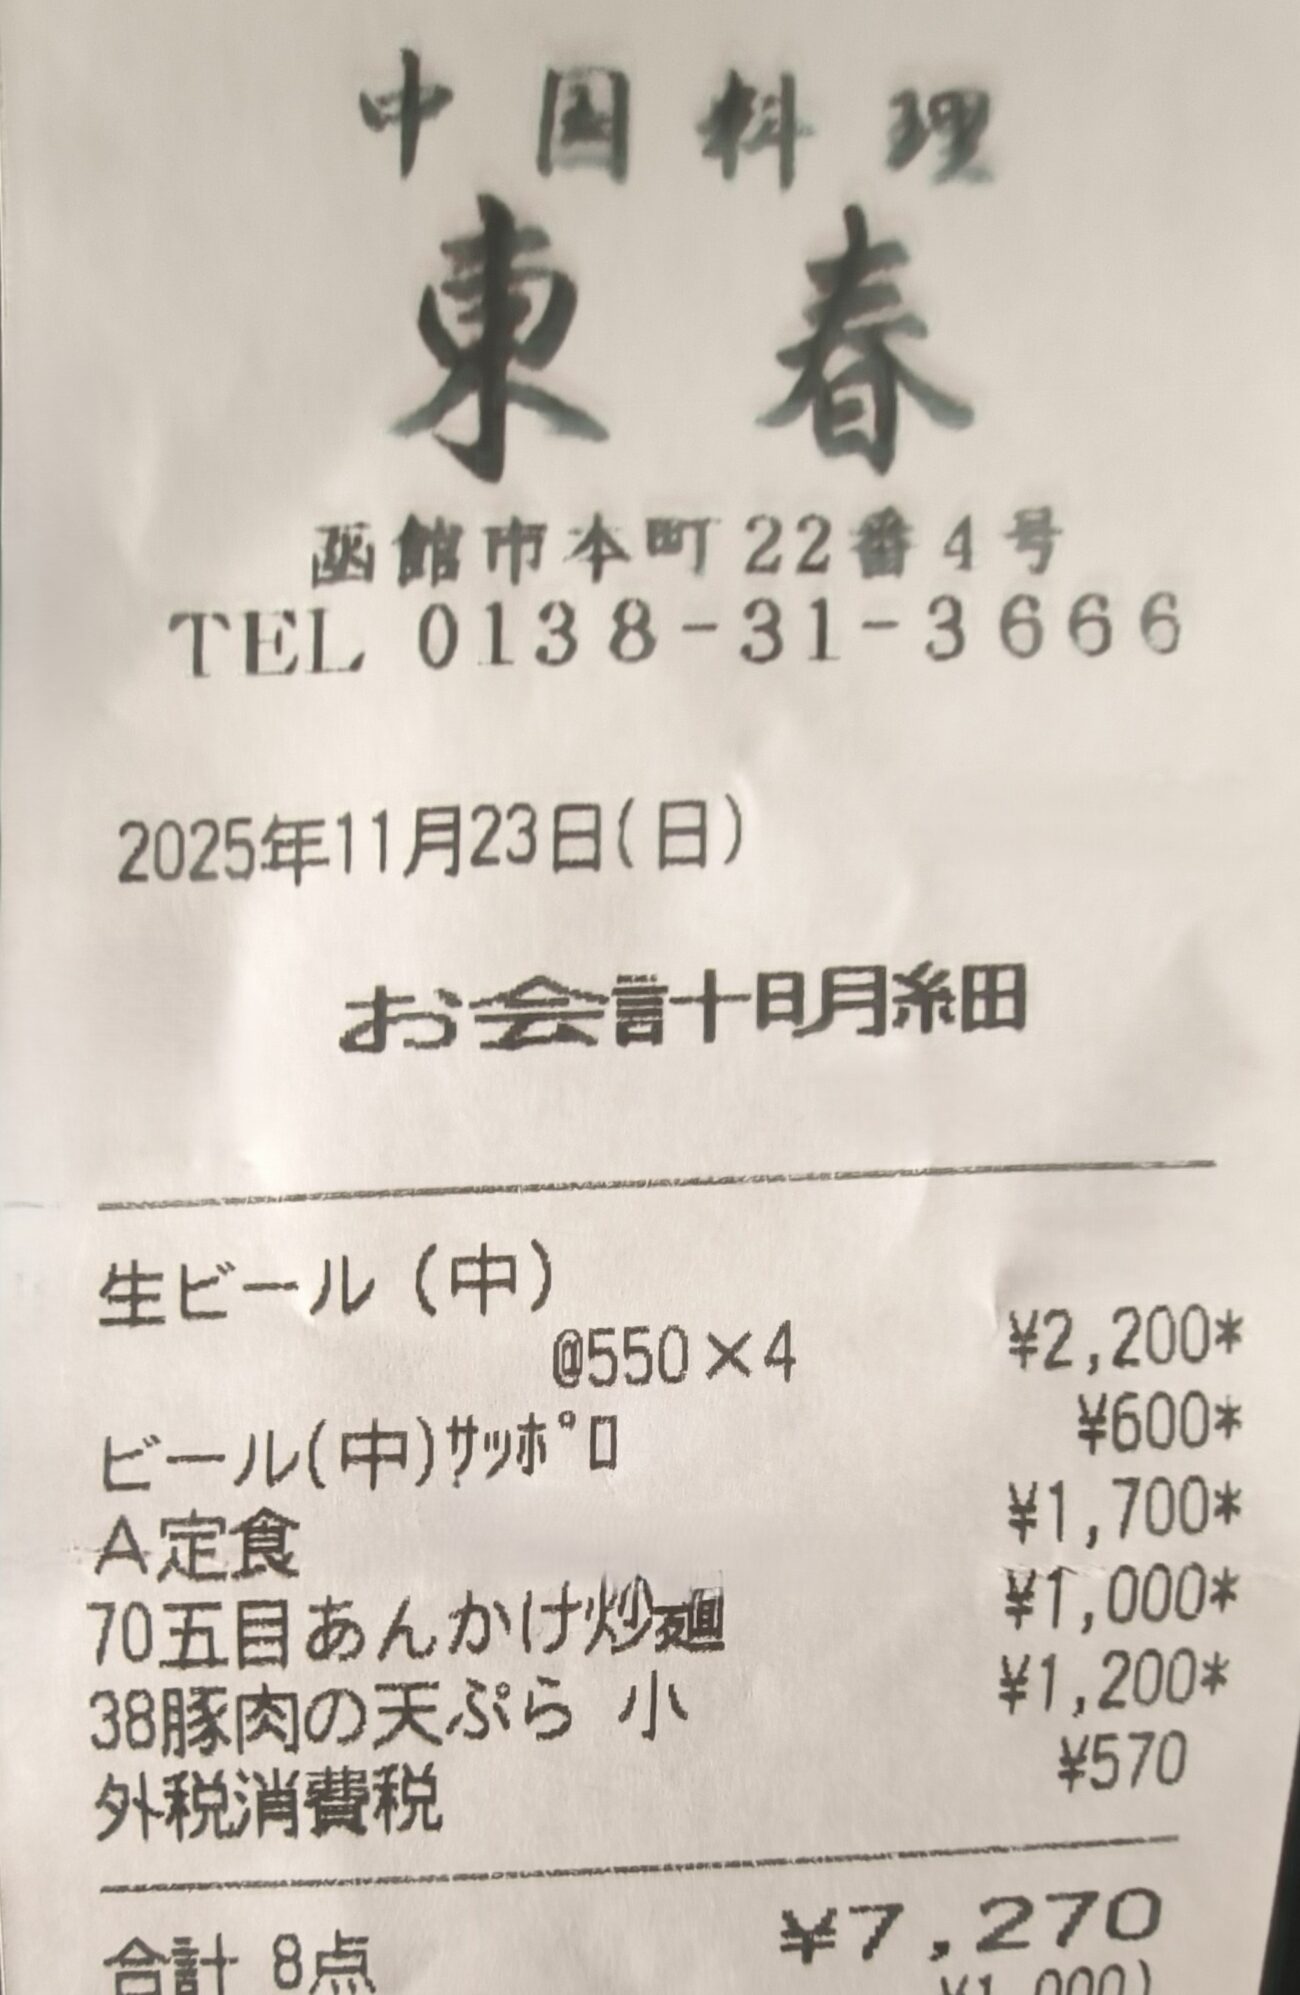 中国料理
東春
函館市本町22番4号
TEL 0138-31-3666
2025年11月23日(日)
お会計明細
生ビール(中)
@550×4 ¥2,200*
ビール(中)ｻｯﾎﾟﾛ ¥600*
A定食 ¥1,700*
70五目あんかけ炒麺 ¥1,000*
38豚肉の天ぷら 小 ¥1,200*
外税消費税 ¥570
合計 8点 ¥7,270